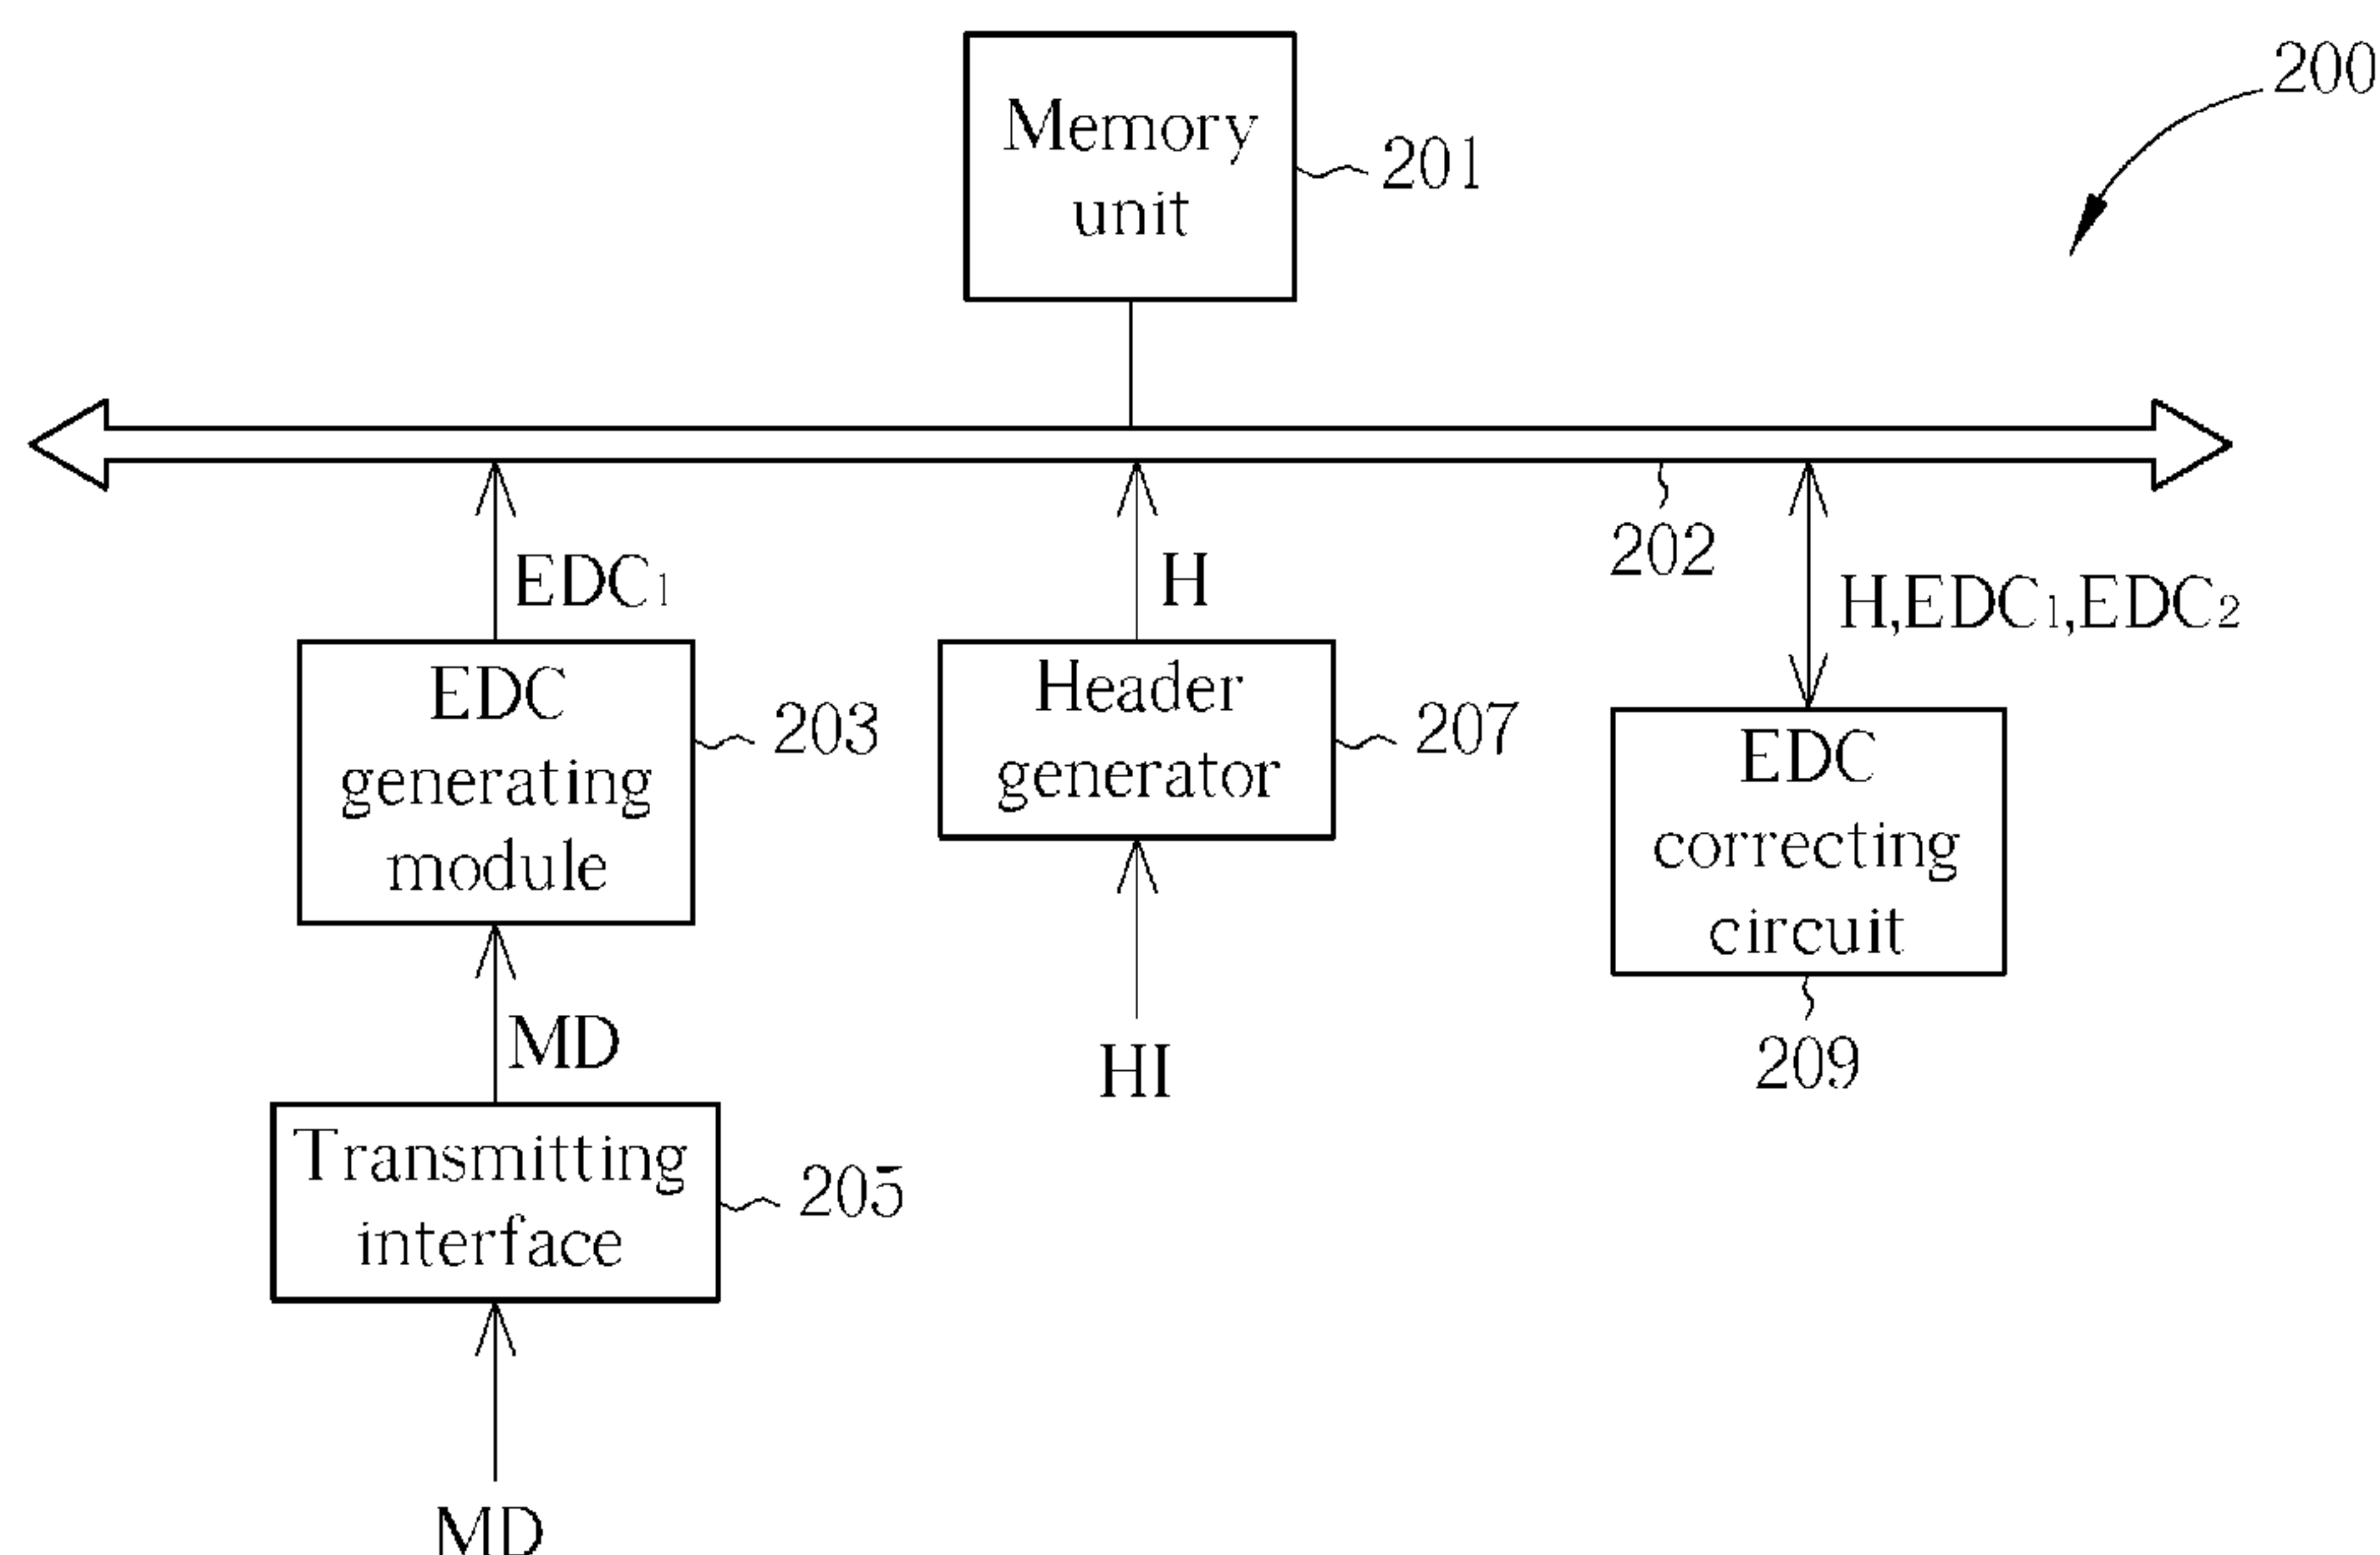 200
Memory
unit
201
202
EDC1
H
H,EDC1,EDC2
EDC
generating
module
203
Header
generator
207
EDC
correcting
circuit
209
MD
HI
Transmitting
interface
205
MD